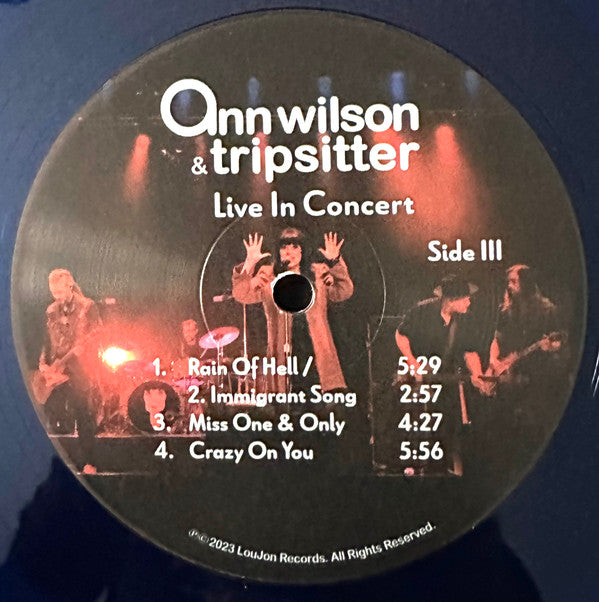 ann wilson
& tripsitter
Live In Concert
Side III
1. Rain Of Hell / 5:29
2. Immigrant Song 2:57
3. Miss One & Only 4:27
4. Crazy On You 5:56
℗©2023 LouJon Records. All Rights Reserved.